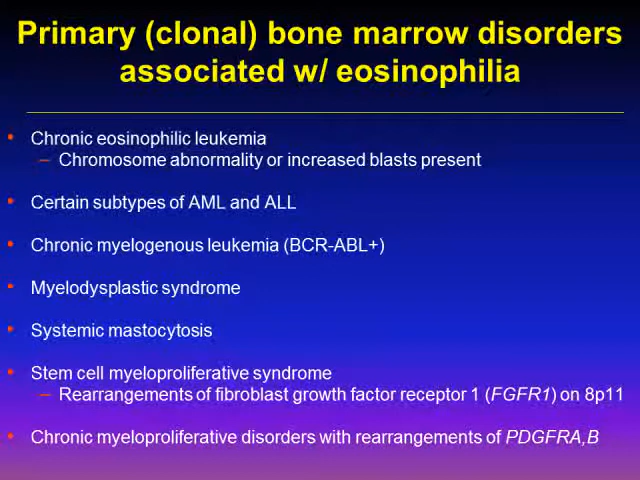 Primary (clonal) bone marrow disorders
associated w/ eosinophilia
• Chronic eosinophilic leukemia
– Chromosome abnormality or increased blasts present
• Certain subtypes of AML and ALL
• Chronic myelogenous leukemia (BCR-ABL+)
• Myelodysplastic syndrome
• Systemic mastocytosis
• Stem cell myeloproliferative syndrome
– Rearrangements of fibroblast growth factor receptor 1 (FGFR1) on 8p11
• Chronic myeloproliferative disorders with rearrangements of PDGFRA,B